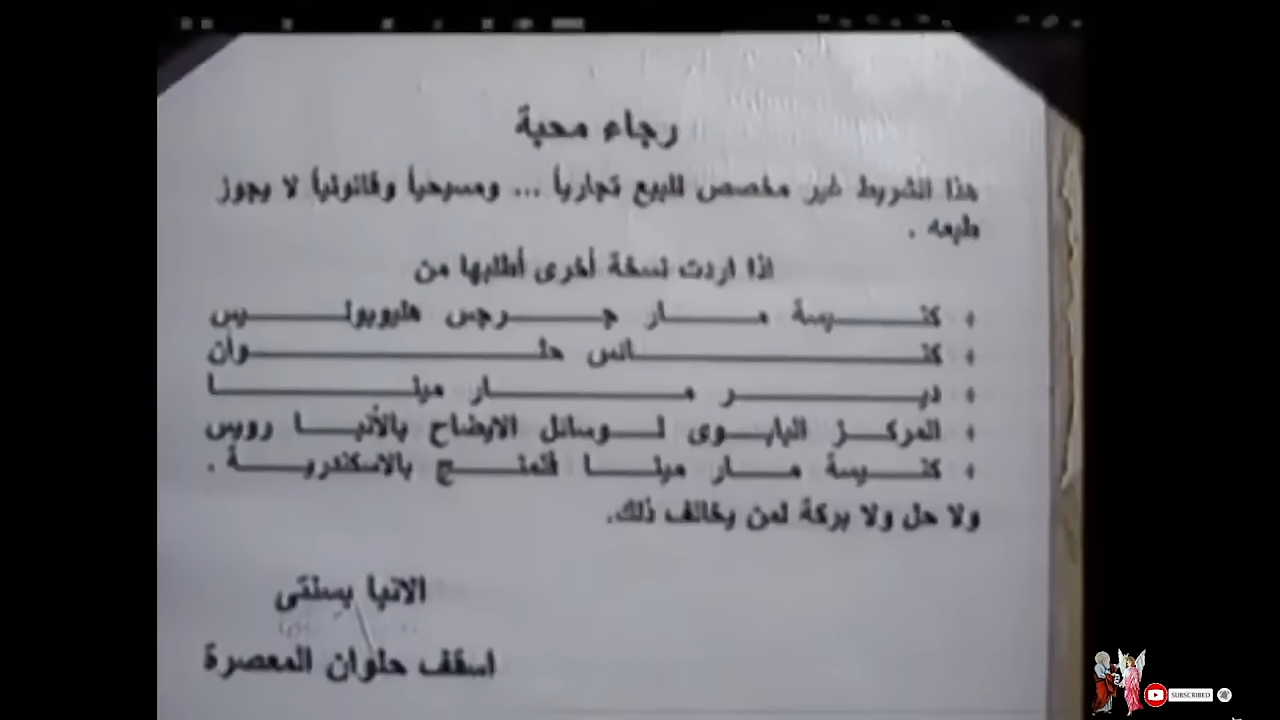 رجاء محبة
هذا الشريط غير مخصص للبيع تجارياً ... ومسيحياً وقانونياً لا يجوز
طبعه .
اذا اردت نسخة أخرى أطلبها من
+ كنيسة مار جرجس هليوبوليس
+ كنائس حلوان
+ دير مار مينا
+ المركز البابوى لوسائل الايضاح بالأنبا رويس
+ كنيسة مار مينا فلمنج بالاسكندرية .
ولا حل ولا بركة لمن يخالف ذلك.
الانبا بسنتى
اسقف حلوان المعصرة
SUBSCRIBED